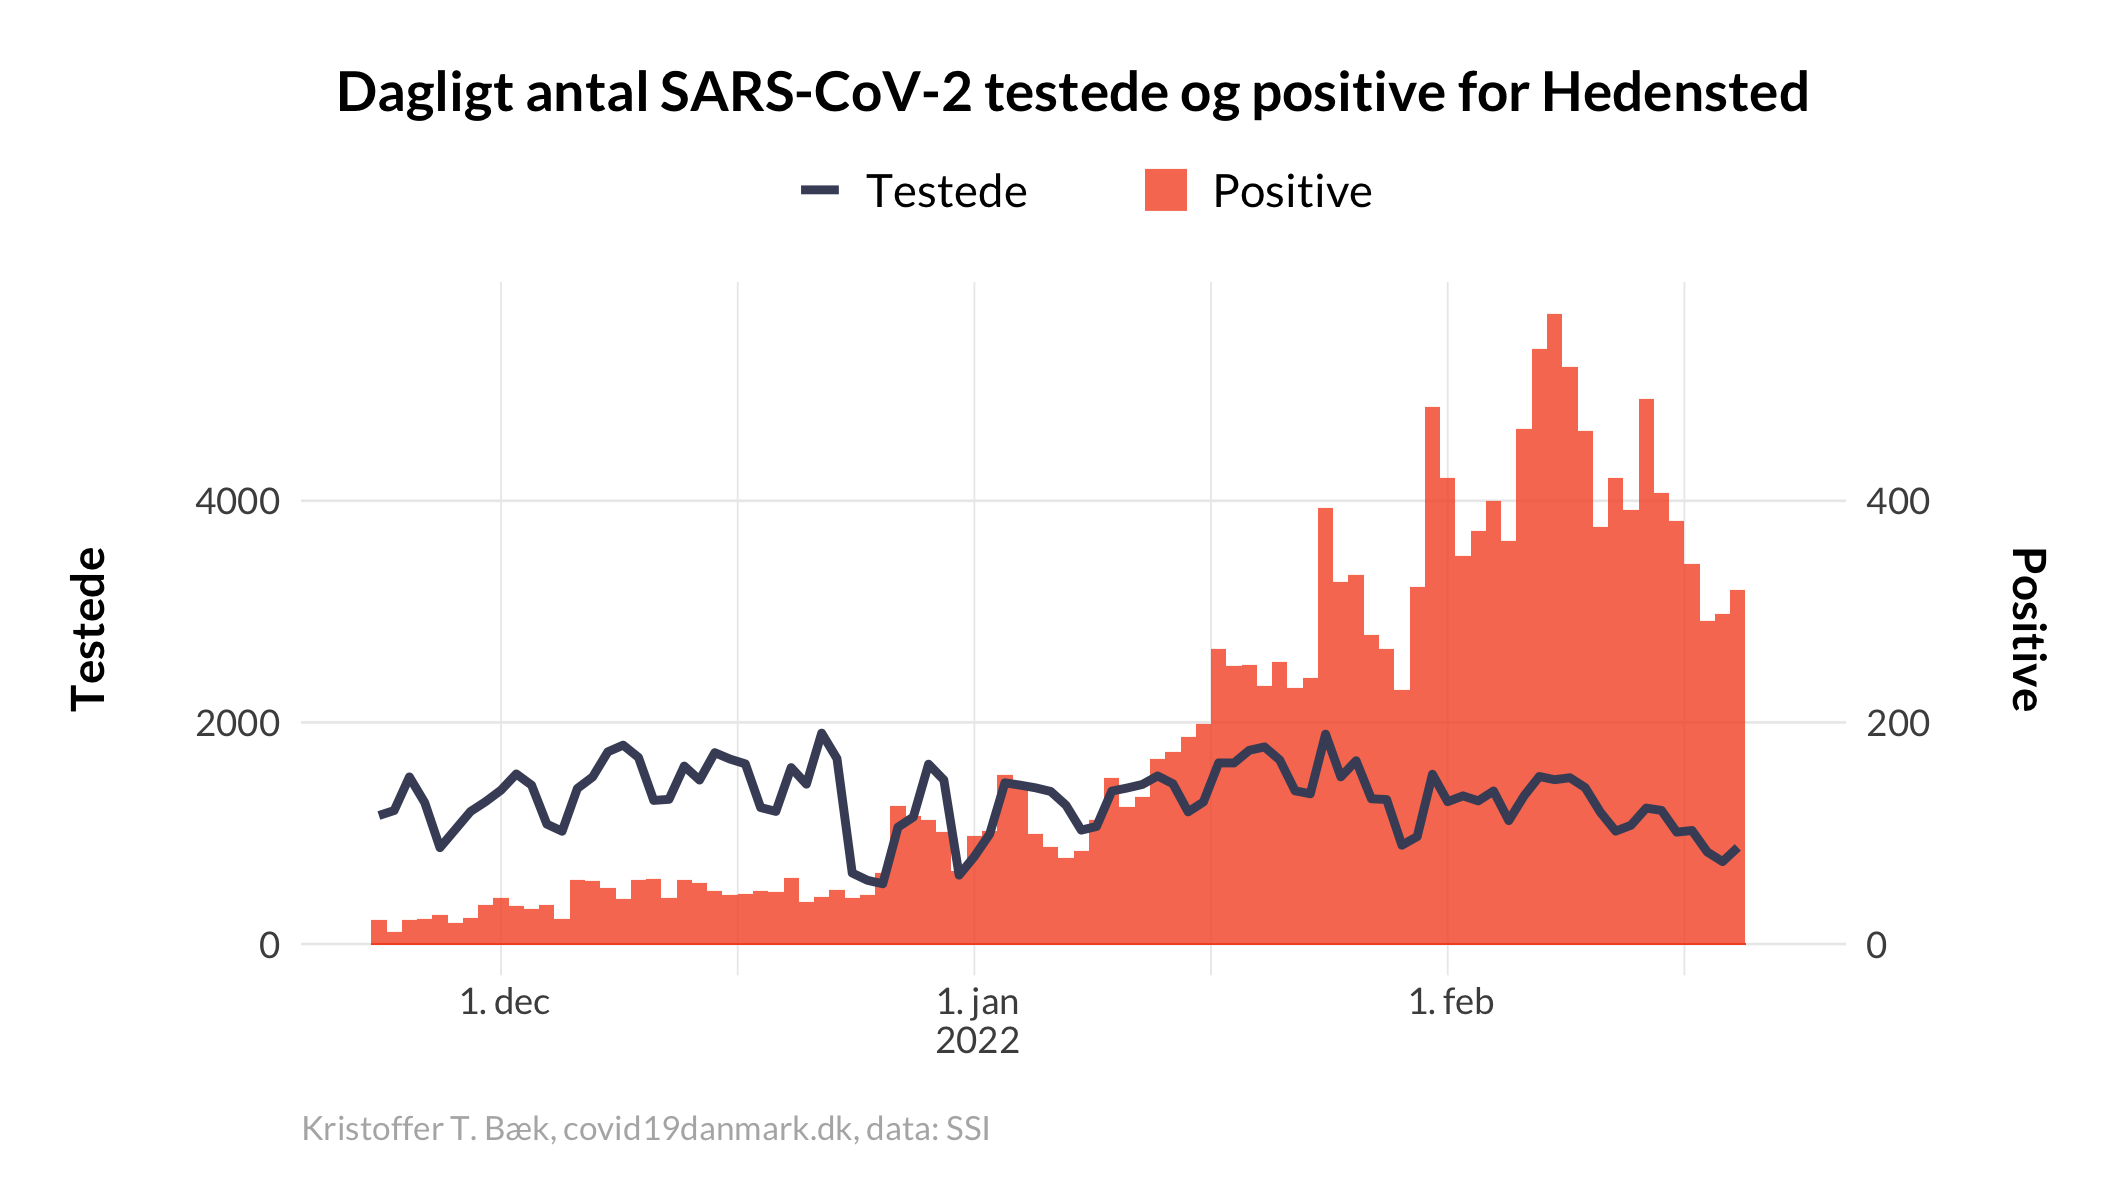 Dagligt antal SARS-CoV-2 testede og positive for Hedensted
Testede
Positive
4000
2000
0
Testede
400
200
0
Positive
1. dec
1. jan
2022
1. feb
Kristoffer T. Bæk, covid19danmark.dk, data: SSI